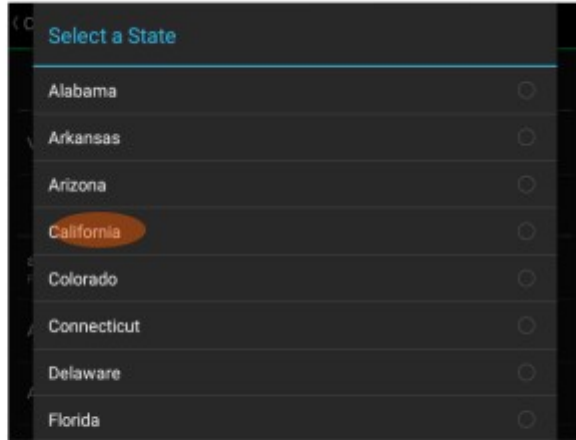 Select a State
Alabama
Arkansas
Arizona
California
Colorado
Connecticut
Delaware
Florida